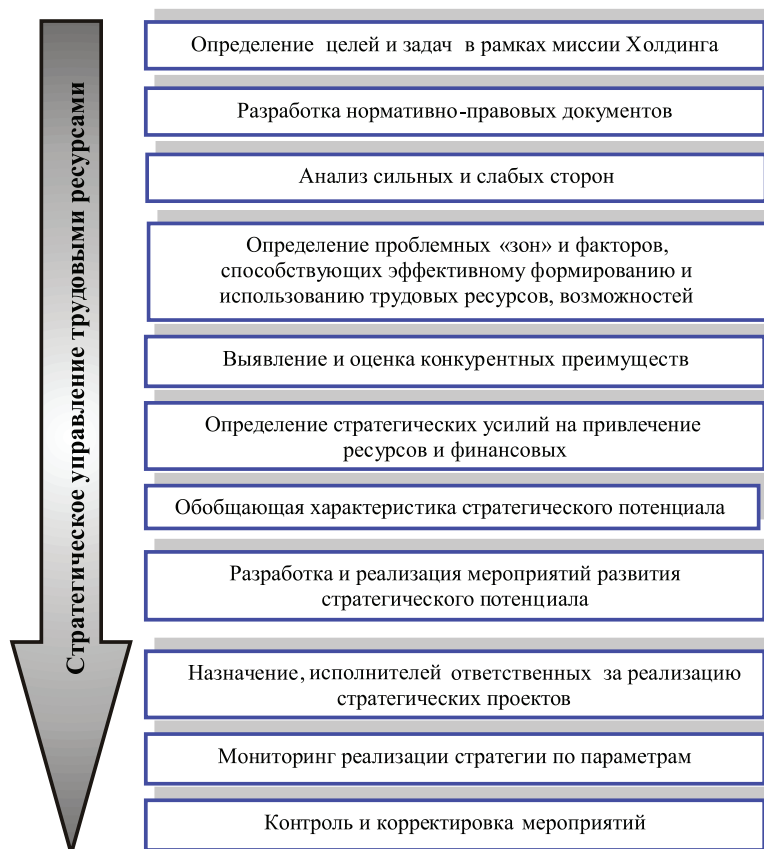 Стратегическое управление трудовыми ресурсами
Определение целей и задач в рамках миссии Холдинга
Разработка нормативно-правовых документов
Анализ сильных и слабых сторон
Определение проблемных «зон» и факторов,
способствующих эффективному формированию и
использованию трудовых ресурсов, возможностей
Выявление и оценка конкурентных преимуществ
Определение стратегических усилий на привлечение
ресурсов и финансовых
Обобщающая характеристика стратегического потенциала
Разработка и реализация мероприятий развития
стратегического потенциала
Назначение, исполнителей ответственных за реализацию
стратегических проектов
Мониторинг реализации стратегии по параметрам
Контроль и корректировка мероприятий